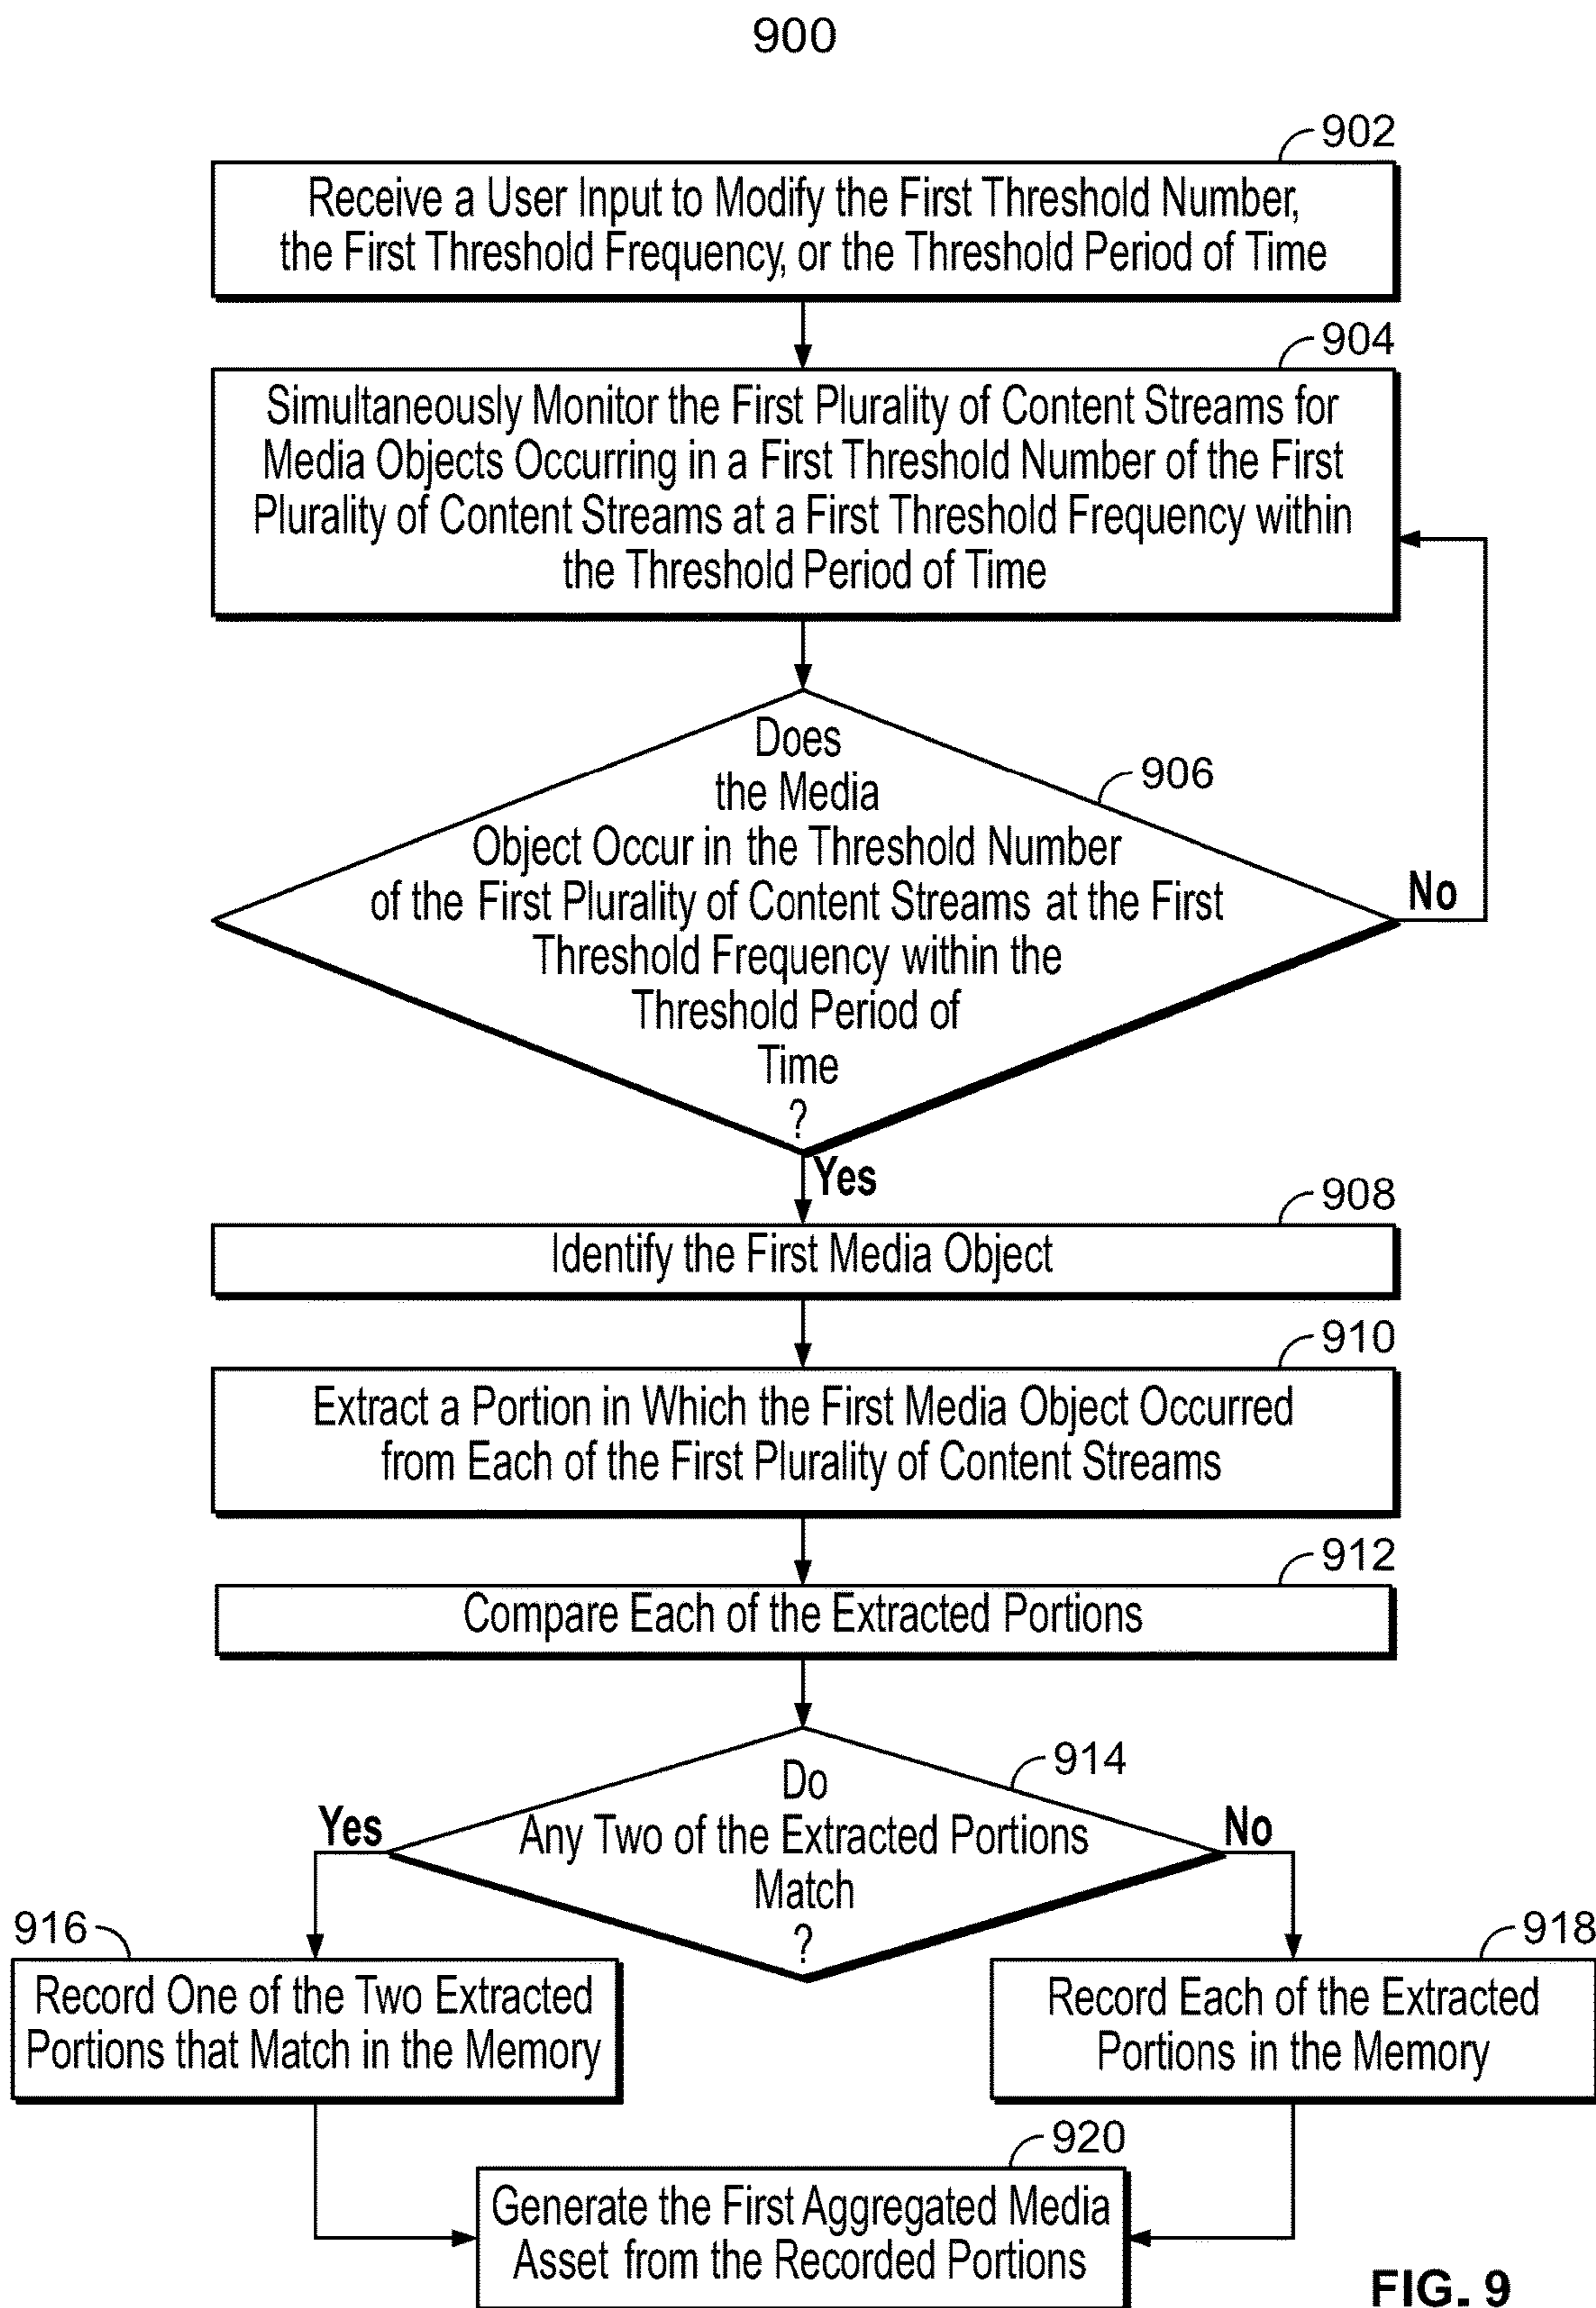 900
902
Receive a User Input to Modify the First Threshold Number,
the First Threshold Frequency, or the Threshold Period of Time
904
Simultaneously Monitor the First Plurality of Content Streams for
Media Objects Occurring in a First Threshold Number of the First
Plurality of Content Streams at a First Threshold Frequency within
the Threshold Period of Time
906
Does
the Media
Object Occur in the Threshold Number
of the First Plurality of Content Streams at the First
Threshold Frequency within the
Threshold Period of
Time
?
No
Yes
908
Identify the First Media Object
910
Extract a Portion in Which the First Media Object Occurred
from Each of the First Plurality of Content Streams
912
Compare Each of the Extracted Portions
914
Do
Any Two of the Extracted Portions
Match
?
Yes
No
916
Record One of the Two Extracted
Portions that Match in the Memory
918
Record Each of the Extracted
Portions in the Memory
920
Generate the First Aggregated Media
Asset from the Recorded Portions
FIG. 9